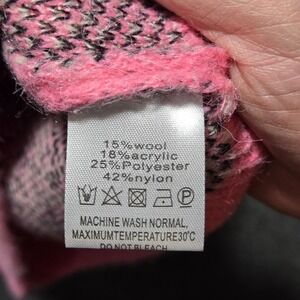 15%wool
18%acrylic
25%Polyester
42%nylon
P
MACHINE WASH NORMAL,
MAXIMUMTEMPERATURE30℃
DO NOT BLEACH